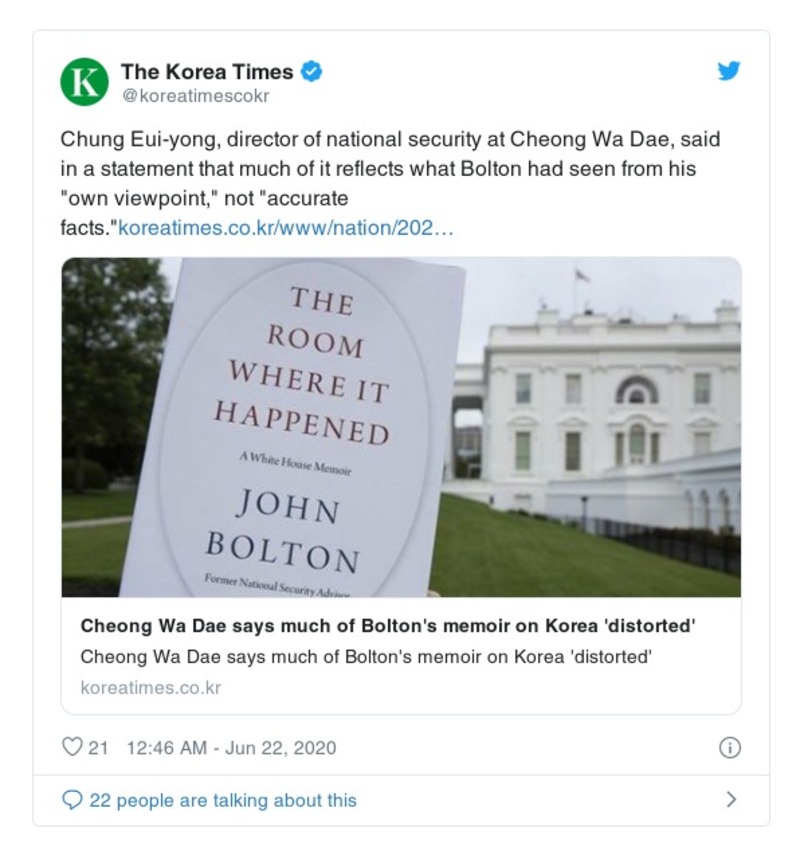 K
The Korea Times
@koreatimescokr
Chung Eui-yong, director of national security at Cheong Wa Dae, said
in a statement that much of it reflects what Bolton had seen from his
"own viewpoint," not "accurate
facts."koreatimes.co.kr/www/nation/202…
THE
ROOM
WHERE IT
HAPPENED
A White House Memoir
JOHN
BOLTON
Former National Security Advisor
Cheong Wa Dae says much of Bolton's memoir on Korea 'distorted'
Cheong Wa Dae says much of Bolton's memoir on Korea 'distorted'
koreatimes.co.kr
21 12:46 AM - Jun 22, 2020
22 people are talking about this